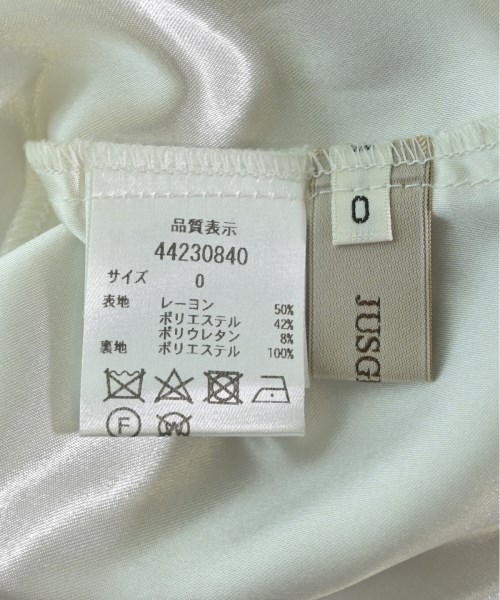 品質表示
44230840
サイズ 0
表地 レーヨン 50%
ポリエステル 42%
ポリウレタン 8%
裏地 ポリエステル 100%
F
W
0